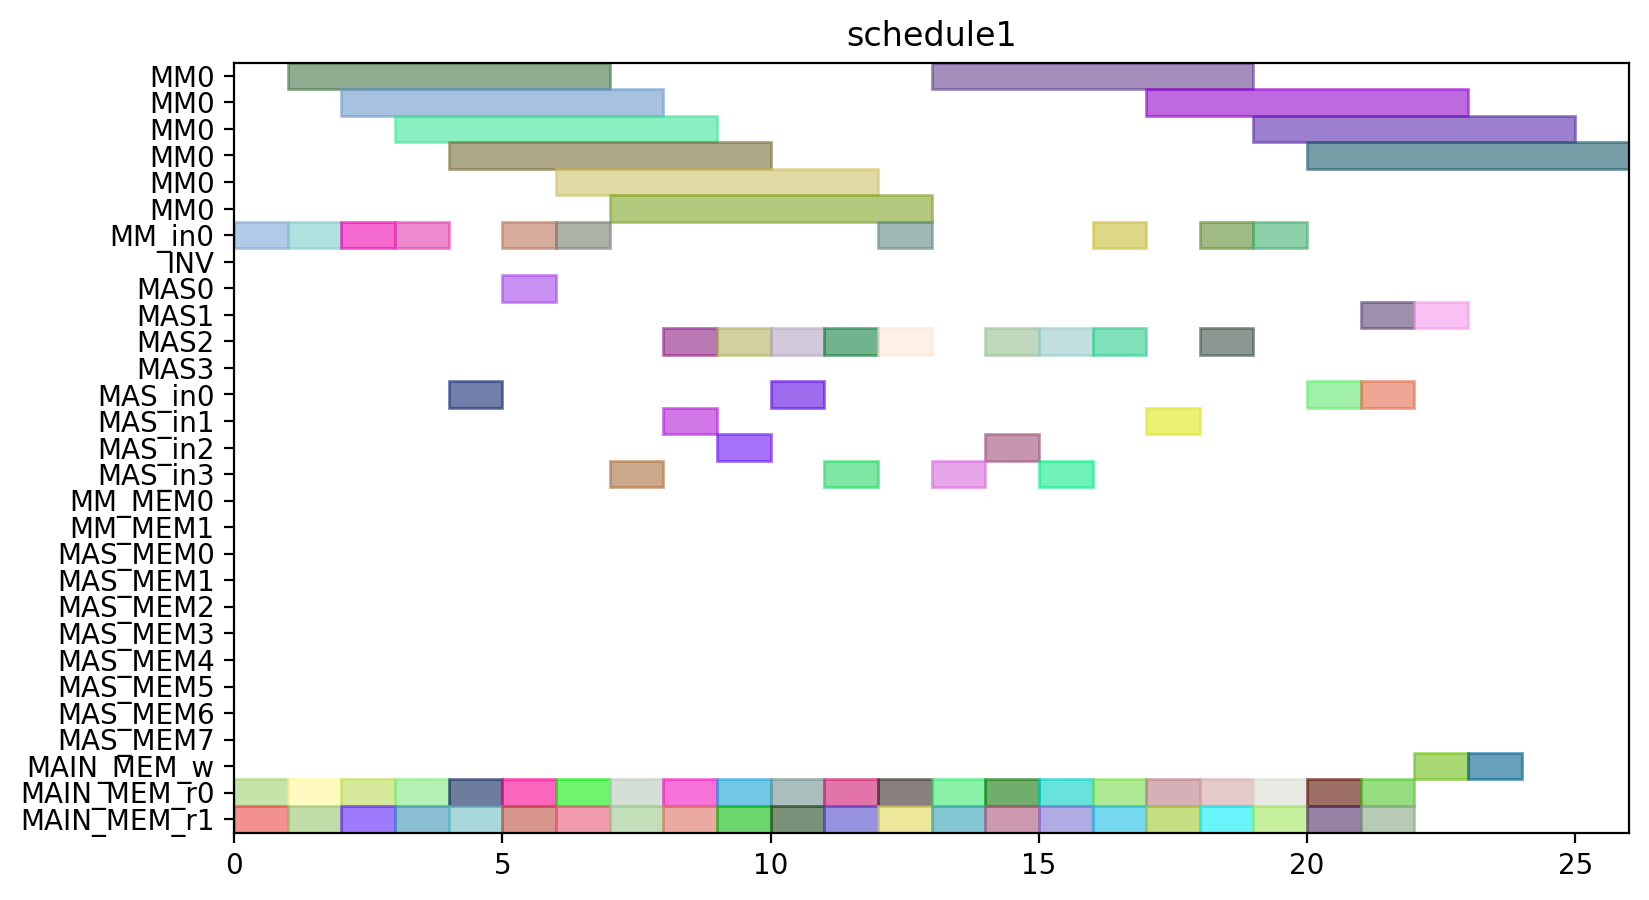 schedule1
MM0
MM0
MM0
MM0
MM0
MM0
MM_in0
INV
MAS0
MAS1
MAS2
MAS3
MAS_in0
MAS_in1
MAS_in2
MAS_in3
MM_MEM0
MM_MEM1
MAS_MEM0
MAS_MEM1
MAS_MEM2
MAS_MEM3
MAS_MEM4
MAS_MEM5
MAS_MEM6
MAS_MEM7
MAIN_MEM_w
MAIN_MEM_r0
MAIN_MEM_r1
0 5 10 15 20 25